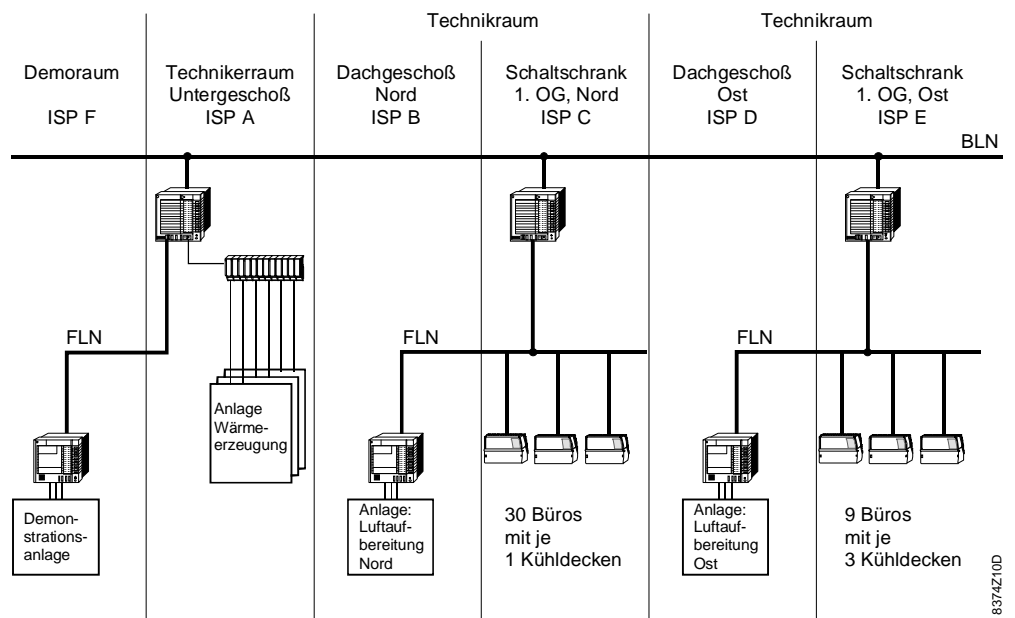 Technikraum
Technikraum
Demoraum
ISP F
Technikerraum
Untergeschoß
ISP A
Dachgeschoß
Nord
ISP B
Schaltschrank
1. OG, Nord
ISP C
Dachgeschoß
Ost
ISP D
Schaltschrank
1. OG, Ost
ISP E
BLN
FLN
FLN
FLN
Anlage
Wärme-
erzeugung
Demon-
strations-
anlage
Anlage:
Luftauf-
bereitung
Nord
30 Büros
mit je
1 Kühldecken
Anlage:
Luftauf-
bereitung
Ost
9 Büros
mit je
3 Kühldecken
8374Z10D